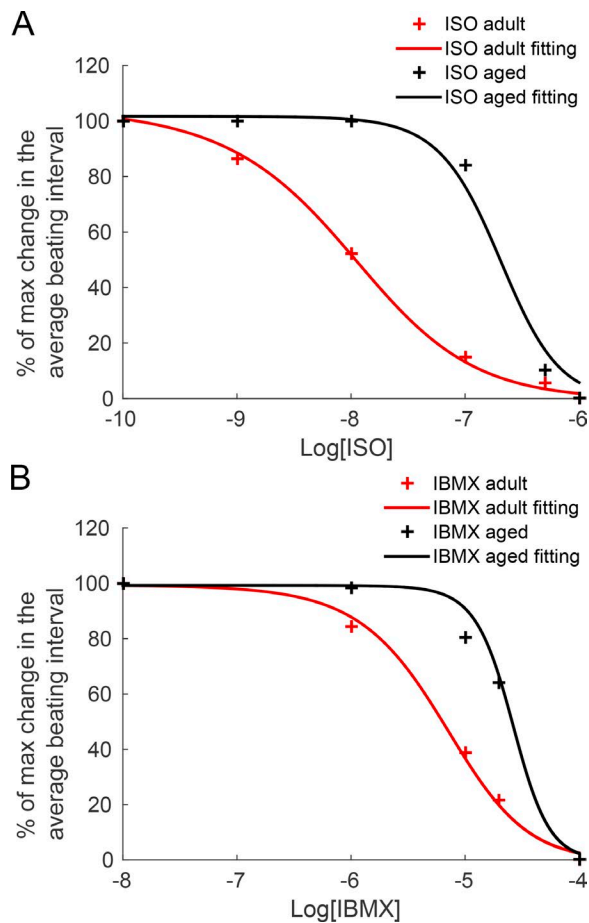 A
ISO adult
ISO adult fitting
ISO aged
ISO aged fitting
120
100
80
60
40
20
0
% of max change in the
average beating interval
-10 -9 -8 -7 -6
Log[ISO]
B
IBMX adult
IBMX adult fitting
IBMX aged
IBMX aged fitting
120
100
80
60
40
20
0
% of max change in the
average beating interval
-8 -7 -6 -5 -4
Log[IBMX]